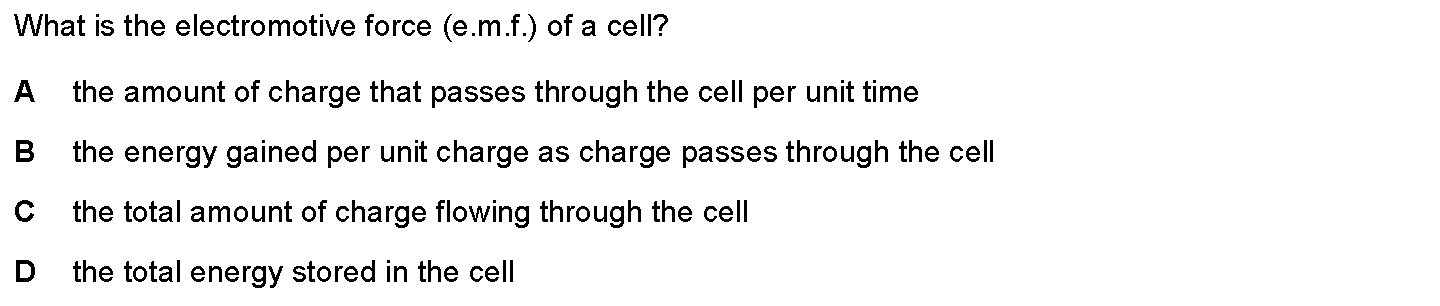 What is the electromotive force (e.m.f.) of a cell?
A the amount of charge that passes through the cell per unit time
B the energy gained per unit charge as charge passes through the cell
C the total amount of charge flowing through the cell
D the total energy stored in the cell